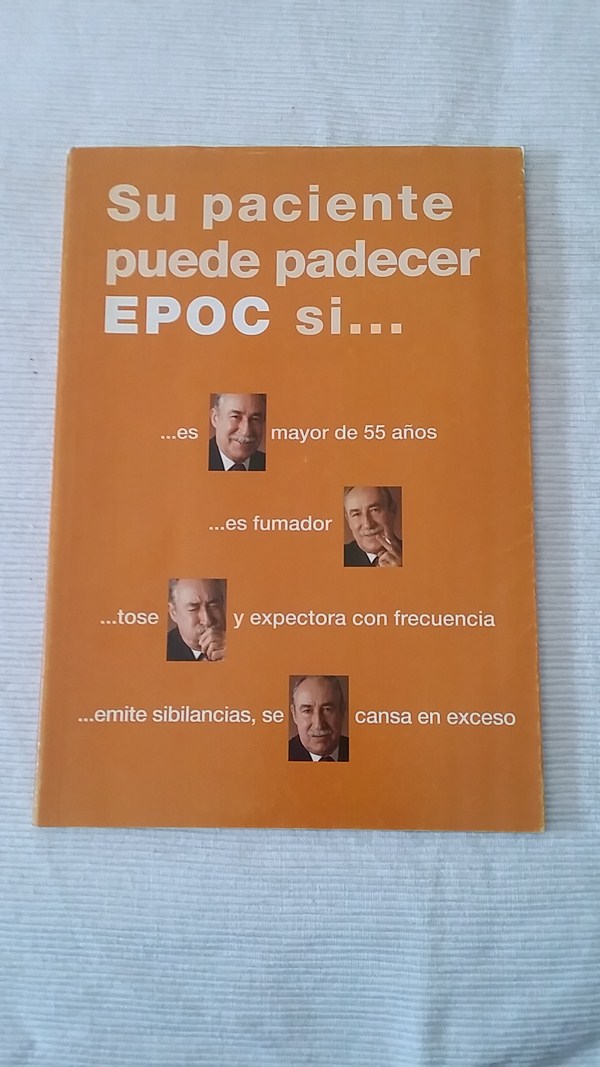 Su paciente
puede padecer
EPOC si...
...es mayor de 55 años
...es fumador
...tose y expectora con frecuencia
...emite sibilancias, se cansa en exceso